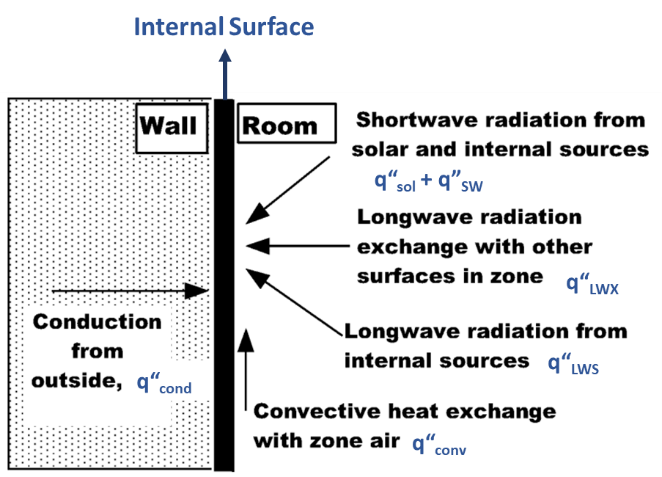 Internal Surface
Wall
Room
Shortwave radiation from
solar and internal sources
q“sol + q”SW
Longwave radiation
exchange with other
surfaces in zone q“LWX
Conduction
from
outside, q“cond
Longwave radiation from
internal sources q“LWS
Convective heat exchange
with zone air q“conv